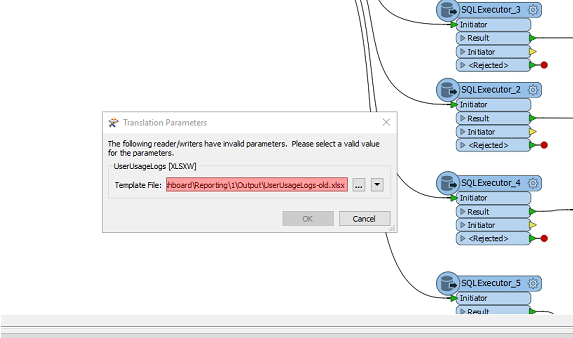 SQLExecutor_3
Initiator
Result
Initiator
<Rejected>
SQLExecutor_2
Initiator
Result
Initiator
<Rejected>
Translation Parameters
The following reader/writers have invalid parameters. Please select a valid value
for the parameters.
UserUsageLogs [XLSXW]
Template File: hboard\Reporting\1\Output\UserUsageLogs-old.xlsx ...
OK Cancel
SQLExecutor_4
Initiator
Result
Initiator
<Rejected>
SQLExecutor_5
Initiator
Result